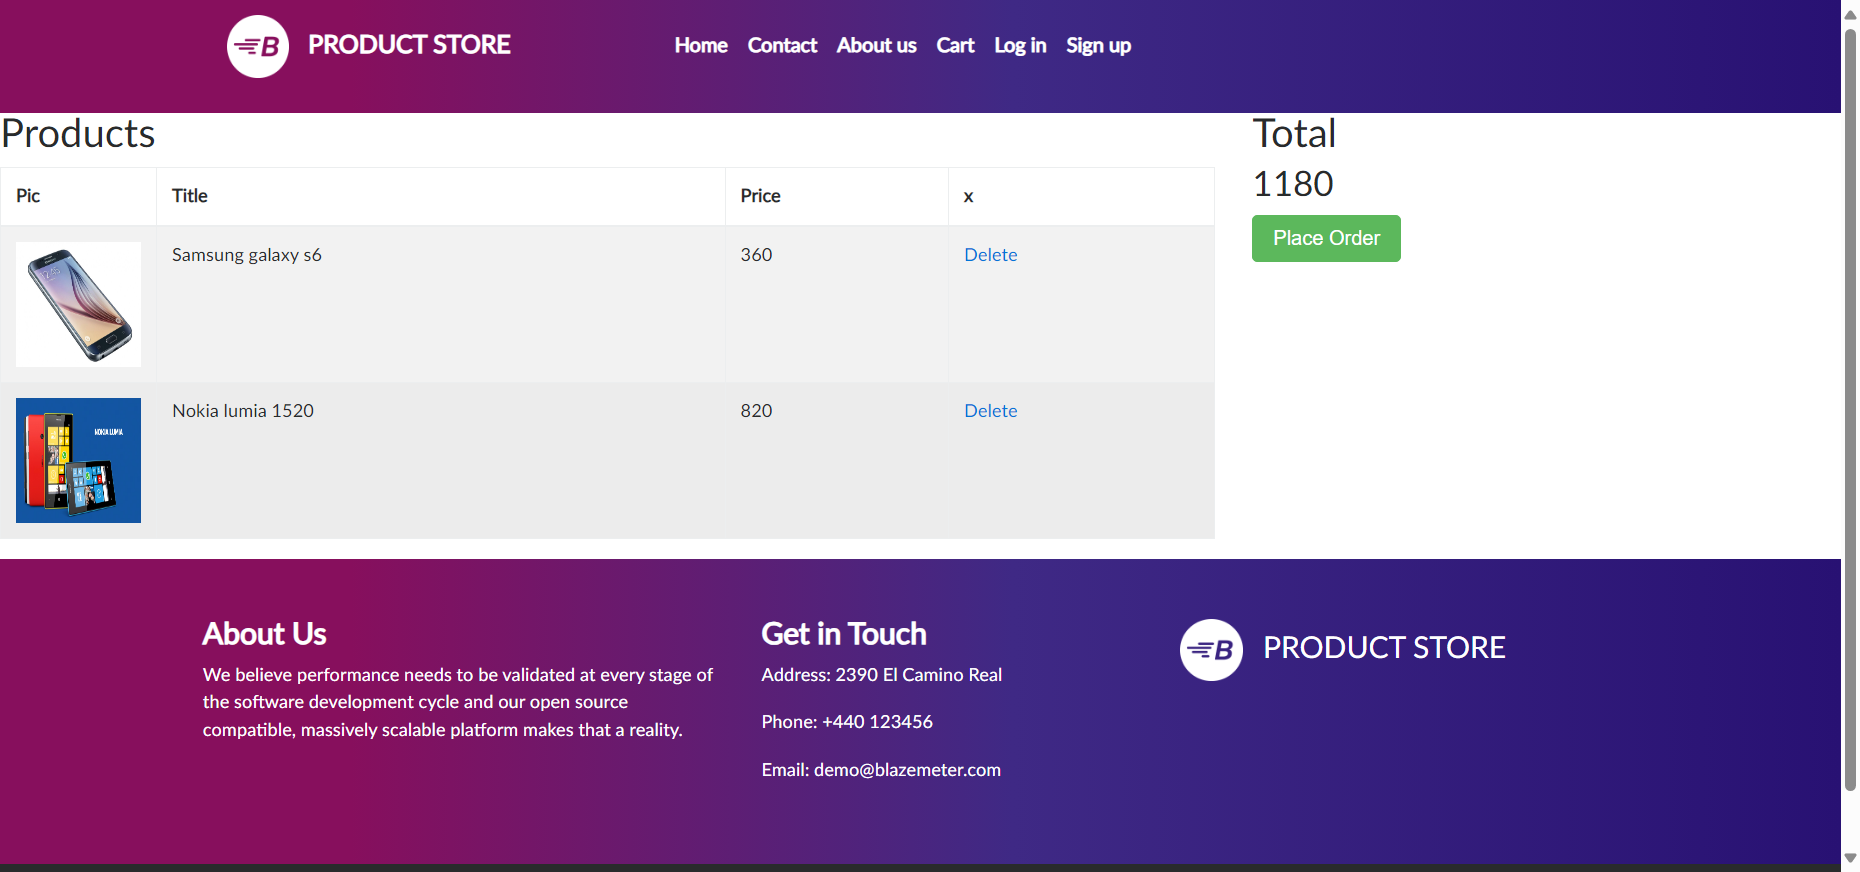 B PRODUCT STORE
Home Contact About us Cart Log in Sign up
Products
Total
1180
Place Order
Pic Title Price x
Samsung galaxy s6 360 Delete
Nokia lumia 1520 820 Delete
NOKIA LUMIA
About Us
We believe performance needs to be validated at every stage of
the software development cycle and our open source
compatible, massively scalable platform makes that a reality.
Get in Touch
Address: 2390 El Camino Real
Phone: +440 123456
Email: demo@blazemeter.com
B PRODUCT STORE